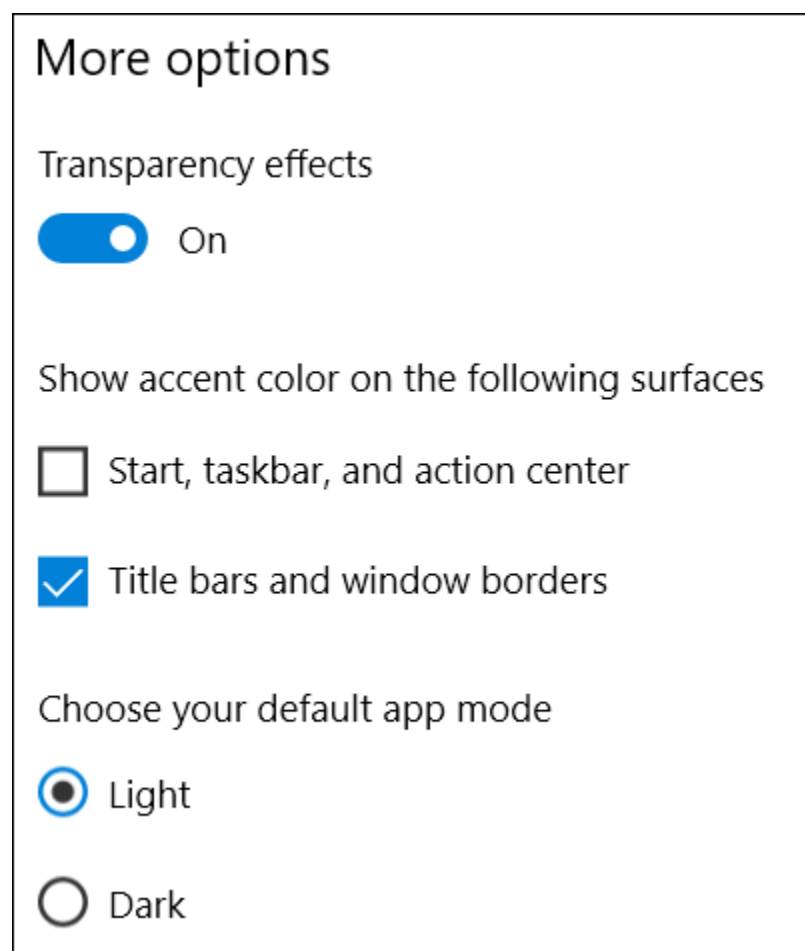 More options
Transparency effects
On
Show accent color on the following surfaces
Start, taskbar, and action center
Title bars and window borders
Choose your default app mode
Light
Dark